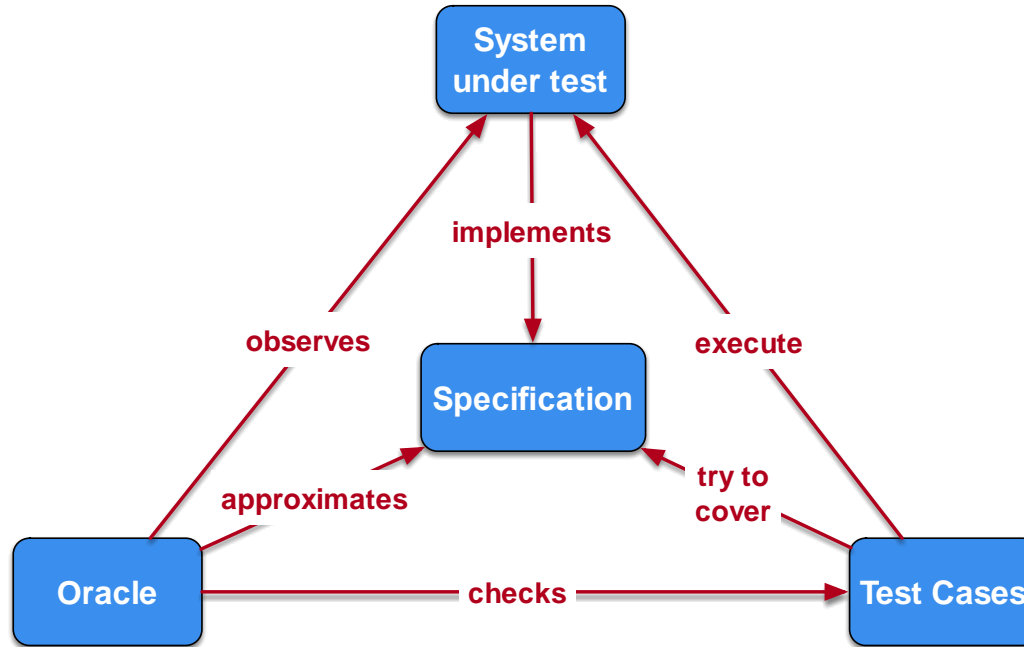 System
under test
implements
observes
execute
Specification
approximates
try to
cover
Oracle
checks
Test Cases